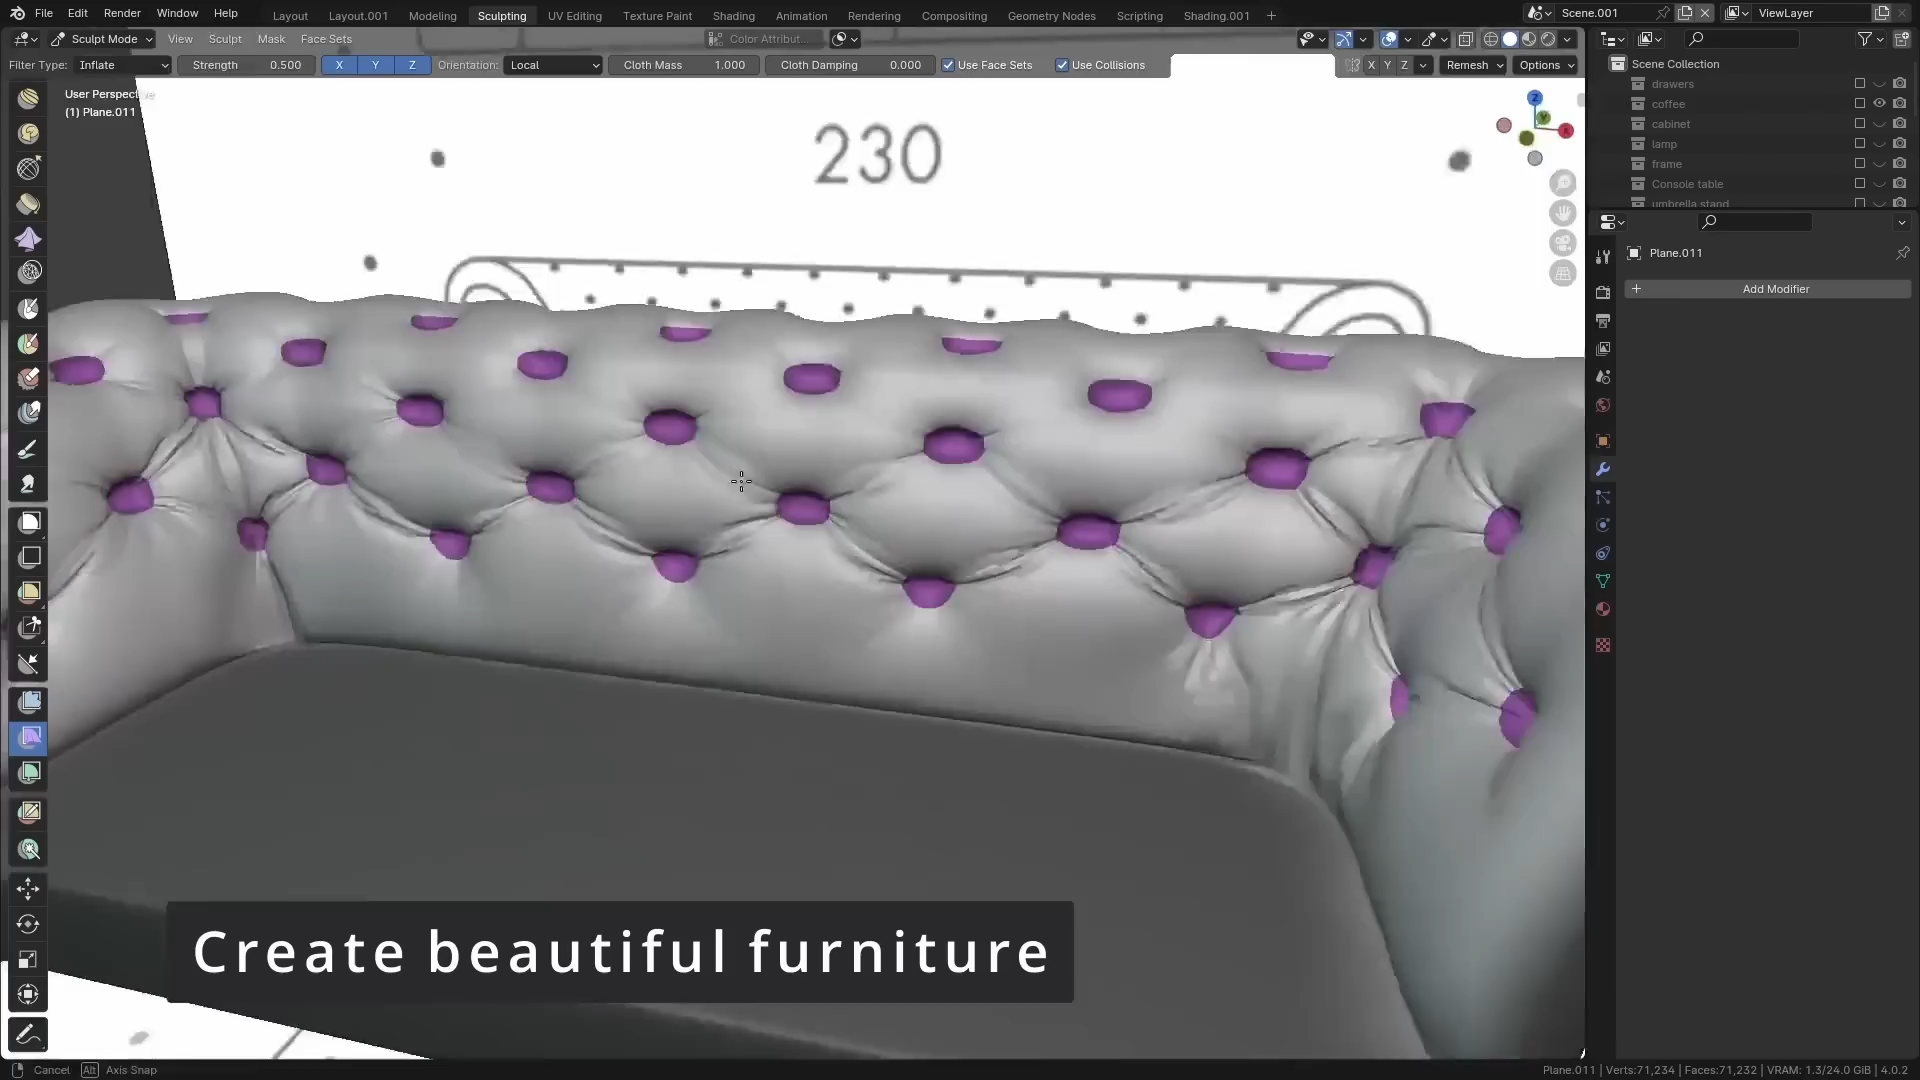 File Edit Render Window Help Layout Layout.001 Modeling Sculpting UV Editing Texture Paint Shading Animation Rendering Compositing Geometry Nodes Scripting Shading.001 + Scene.001 ViewLayer
Sculpt Mode View Sculpt Mask Face Sets Color Attribut...
Filter Type: Inflate Strength 0.500 X Y Z Orientation: Local Cloth Mass 1.000 Cloth Damping 0.000 Use Face Sets Use Collisions X Y Z Remesh Options
Scene Collection
drawers
coffee
cabinet
lamp
frame
Console table
umbrella stand
User Perspective
(1) Plane.011
Z
Y
X
230
Plane.011
+ Add Modifier
Create beautiful furniture
Cancel Alt Axis Snap
Plane.011 | Verts:71,234 | Faces:71,232 | VRAM: 1.3/24.0 GiB | 4.0.2